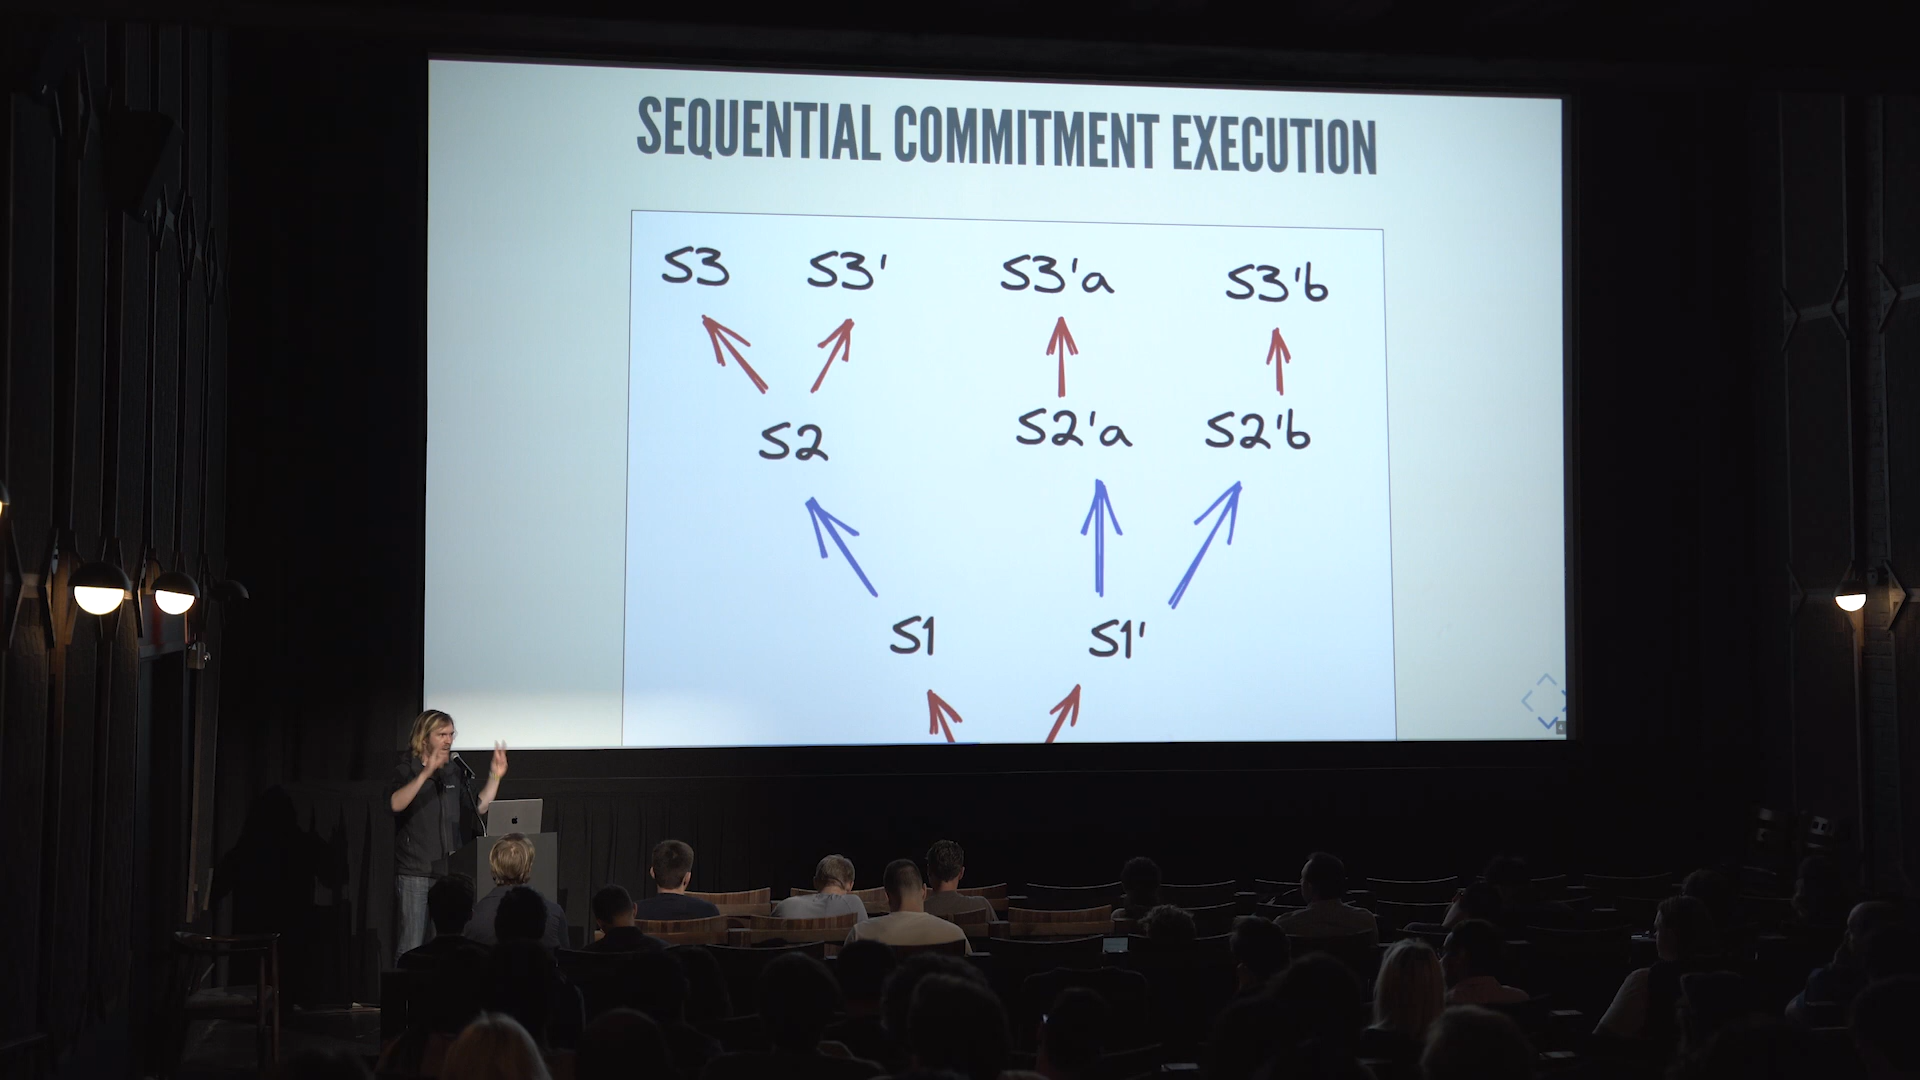 SEQUENTIAL COMMITMENT EXECUTION
S3 S3' S3'a S3'b
S2 S2'a S2'b
S1 S1'